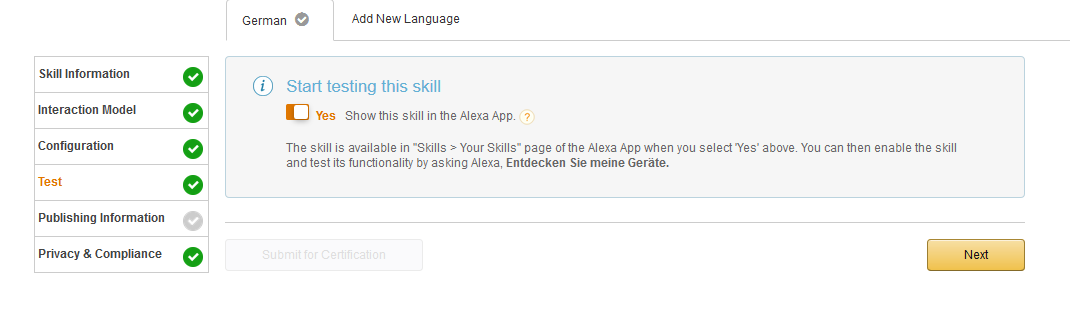 German
Add New Language
Skill Information
Interaction Model
Configuration
Test
Publishing Information
Privacy & Compliance
i
Start testing this skill
Yes Show this skill in the Alexa App. ?
The skill is available in "Skills > Your Skills" page of the Alexa App when you select 'Yes' above. You can then enable the skill
and test its functionality by asking Alexa, Entdecken Sie meine Geräte.
Submit for Certification
Next